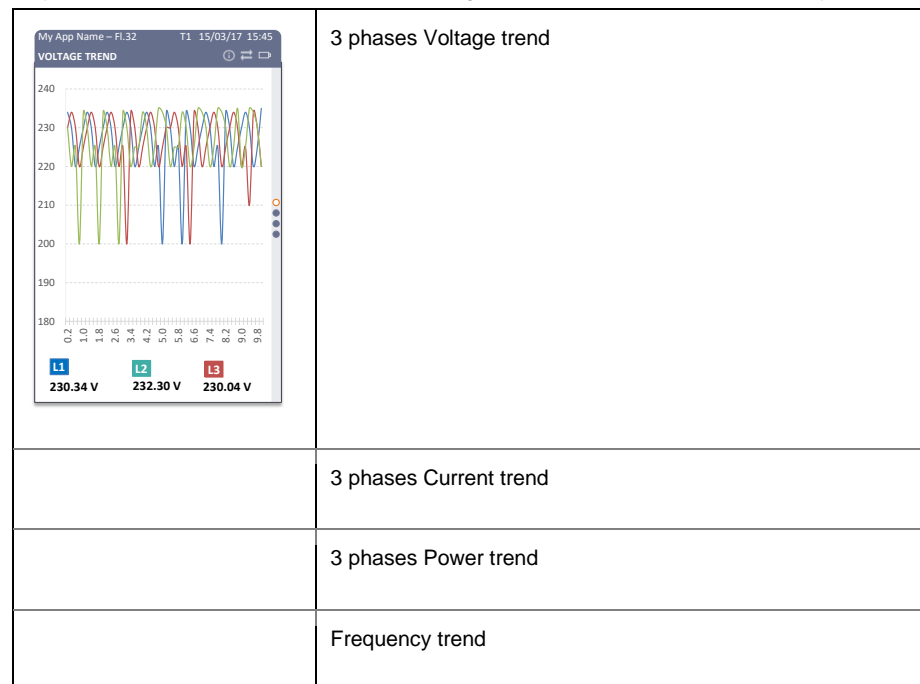 My App Name – Fl.32 T1 15/03/17 15:45
VOLTAGE TREND
3 phases Voltage trend
240
230
220
210
200
190
180
0.2 1.0 1.8 2.6 3.4 4.2 5.0 5.8 6.6 7.4 8.2 9.0 9.8
L1 L2 L3
230.34 V 232.30 V 230.04 V
3 phases Current trend
3 phases Power trend
Frequency trend